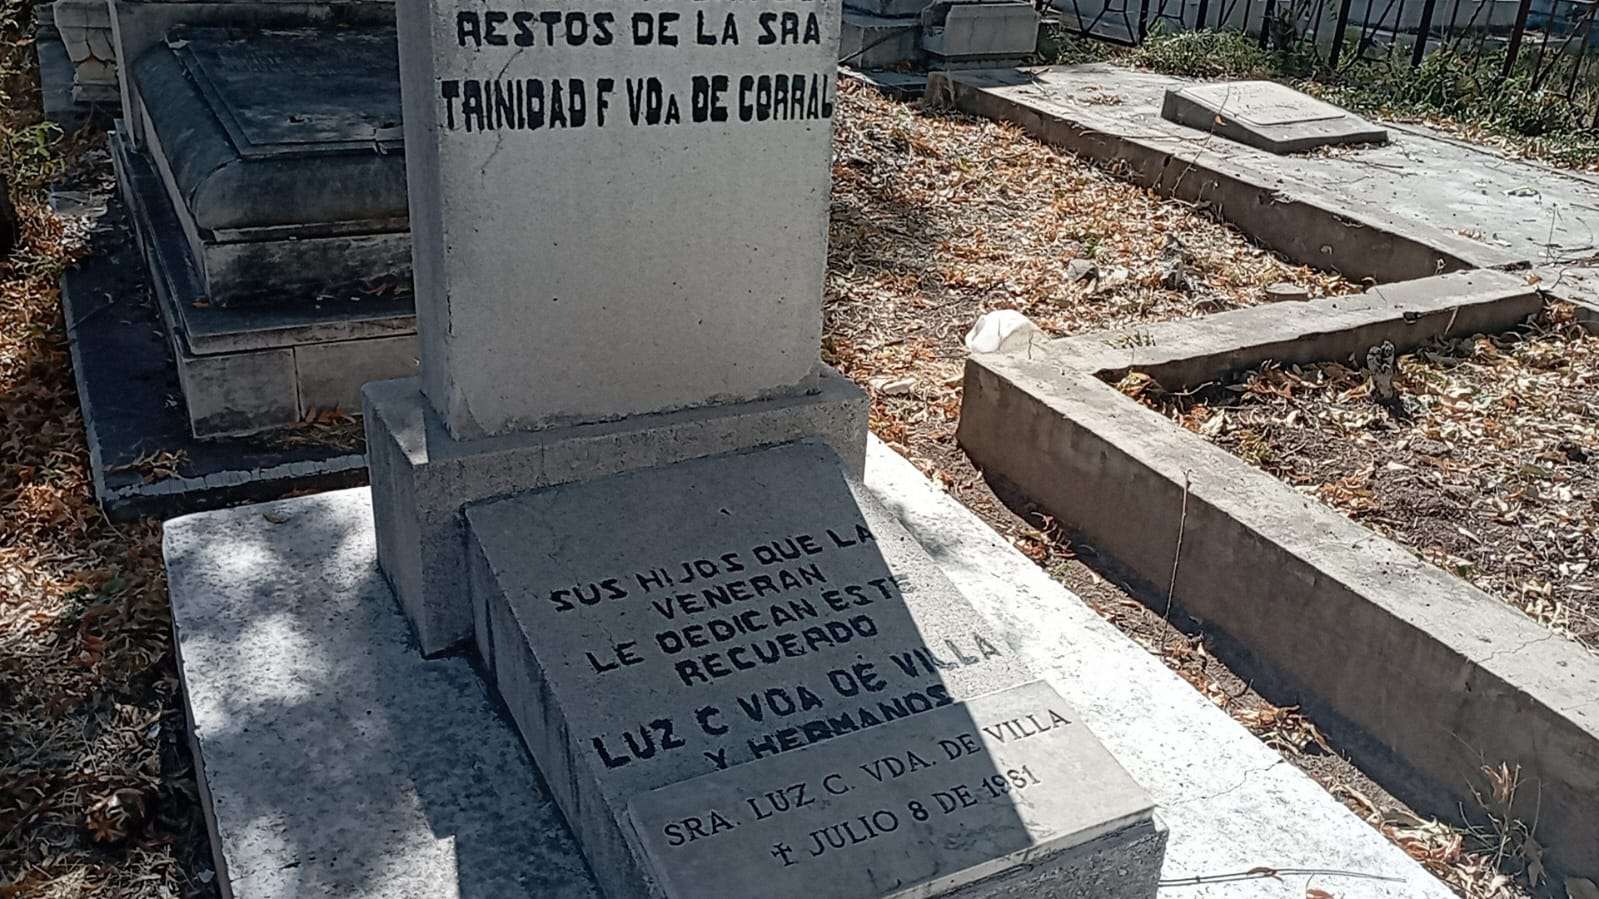 RESTOS DE LA SRA
TRINIDAD F VDA DE CORRAL
SUS HIJOS QUE LA
VENERAN
LE DEDICAN ESTE
RECUERDO
LUZ C VDA DE VILLA
Y HERMANOS
SRA. LUZ C. VDA. DE VILLA
✝ JULIO 8 DE 1981